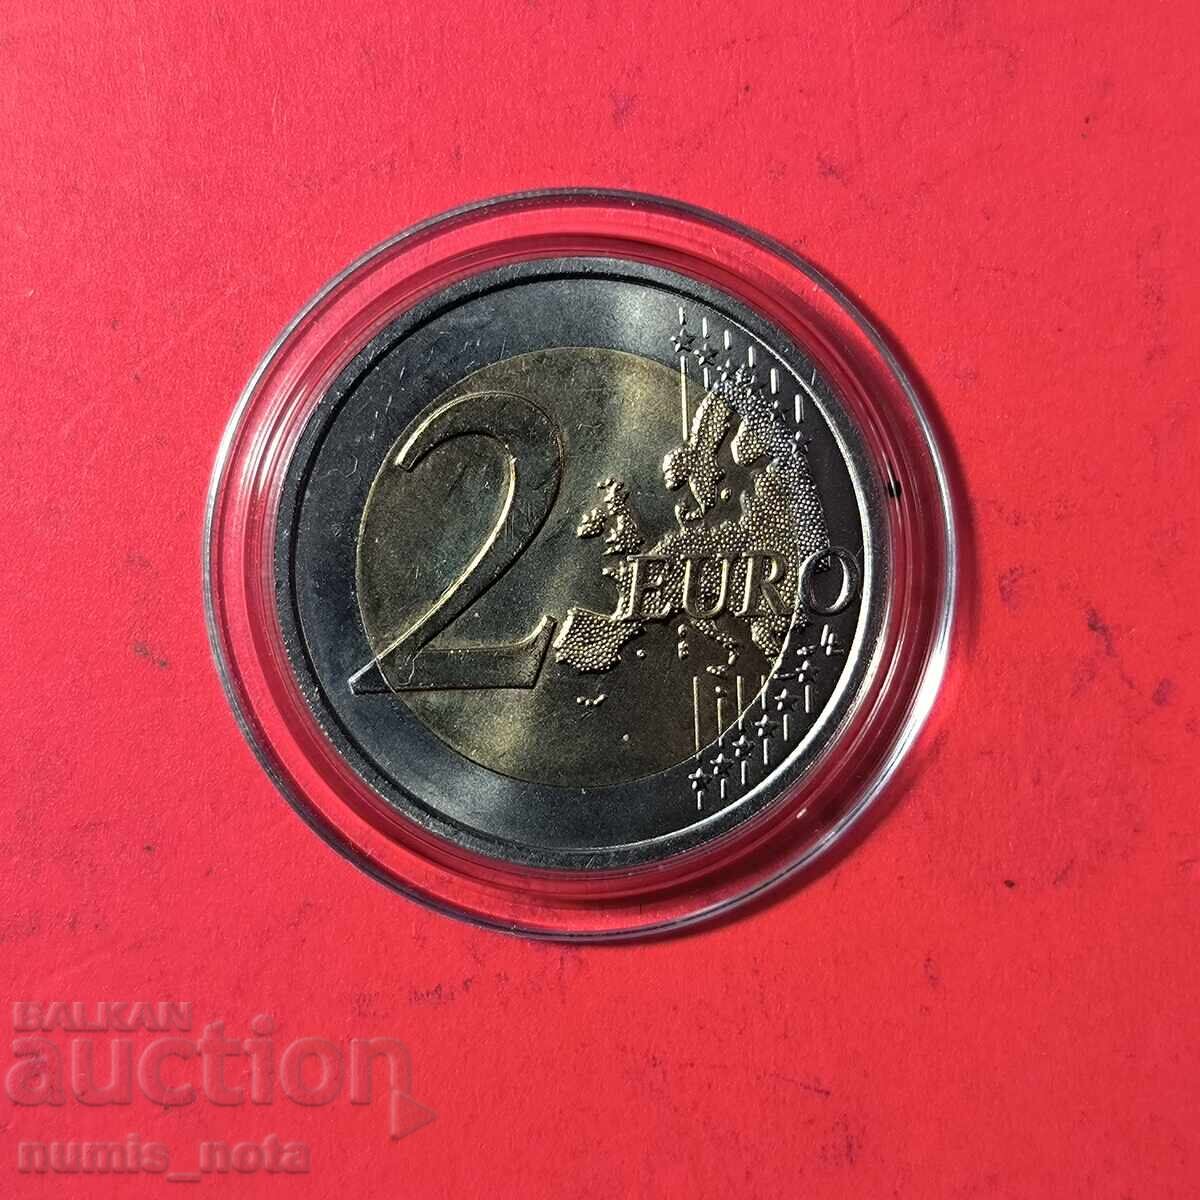 2 EURO
BALKAN
auction
numis_nota